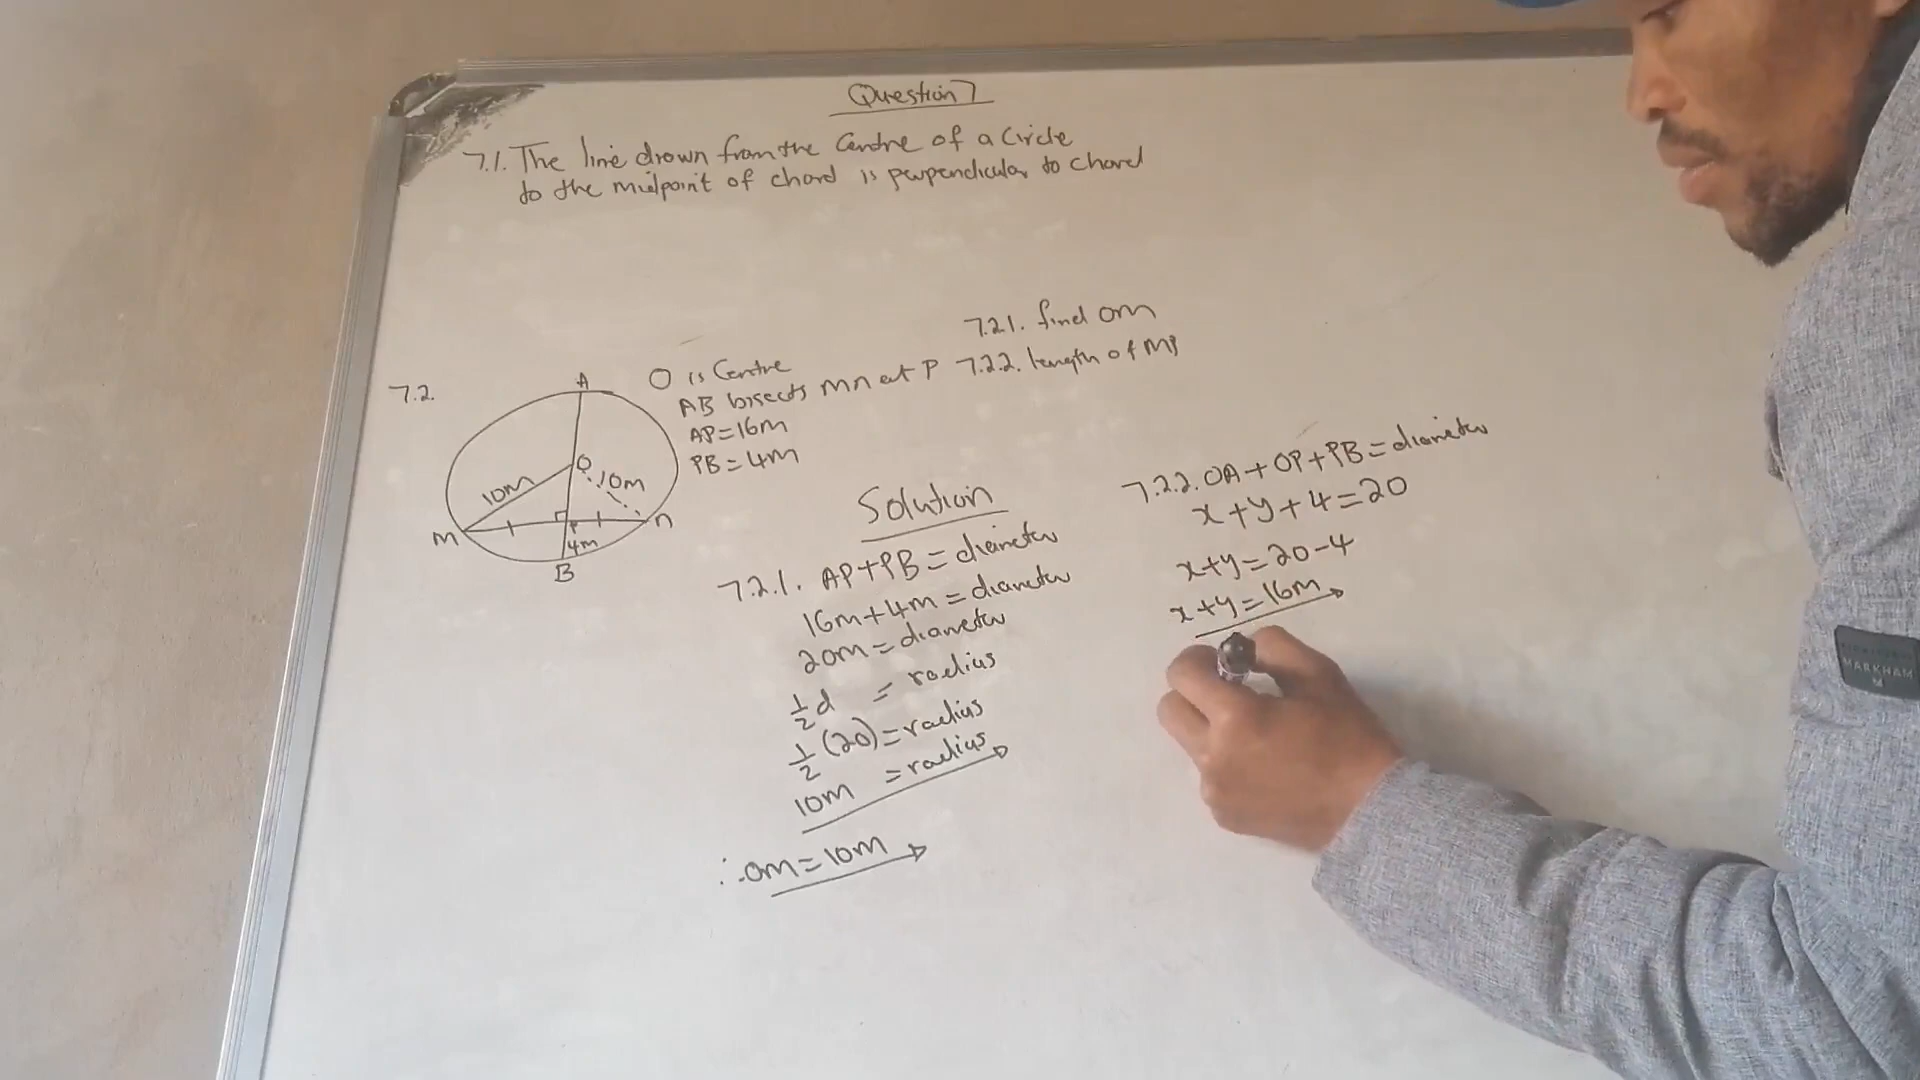 Question 7
7.1. The line drown from the Centre of a Circle
to the midpoint of chord is perpendicular to chord
7.2.1. find om
7.2.2. length of MP
7.2.
O is Centre
AB bisects mn at P
AP=16m
PB=4m
A
O
10m
10m
M
P
n
4m
B
Solution
7.2.1. AP+PB=diameter
16m+4m=diameter
20m=diameter
1/2 d = radius
1/2 (20)=radius
10m =radius
∴ om=10m
7.2.2. OA+OP+PB=diameter
x+y+4=20
x+y=20-4
x+y=16m
MARKHAM
M